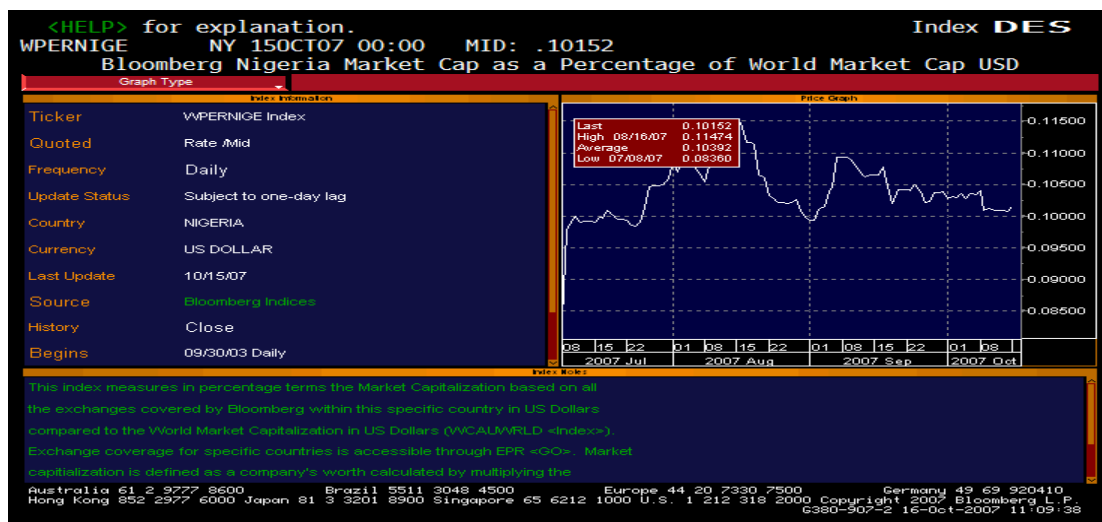 <HELP> for explanation. Index DES
WPERNIGE NY 15OCT07 00:00 MID: .10152
Bloomberg Nigeria Market Cap as a Percentage of World Market Cap USD
Graph Type
Index Information
Price Graph
Ticker WPERNIGE Index
Quoted Rate /Mid
Frequency Daily
Update Status Subject to one-day lag
Country NIGERIA
Currency US DOLLAR
Last Update 10/15/07
Source Bloomberg Indices
History Close
Begins 09/30/03 Daily
Last 0.10152
High 08/16/07 0.11474
Average 0.10392
Low 07/08/07 0.08360
0.11500
0.11000
0.10500
0.10000
0.09500
0.09000
0.08500
08 15 22 01 08 15 22 01 08 15 22 01 08
2007 Jul 2007 Aug 2007 Sep 2007 Oct
Index Notes
This index measures in percentage terms the Market Capitalization based on all
the exchanges covered by Bloomberg within this specific country in US Dollars
compared to the World Market Capitalization in US Dollars (WCAUWRLD <Index>).
Exchange coverage for specific countries is accessible through EPR <GO>. Market
capitialization is defined as a company's worth calculated by multiplying the
Australia 61 2 9777 8600 Brazil 5511 3048 4500 Europe 44 20 7330 7500 Germany 49 69 920410
Hong Kong 852 2977 6000 Japan 81 3 3201 8900 Singapore 65 6212 1000 U.S. 1 212 318 2000 Copyright 2007 Bloomberg L.P.
G380-907-2 16-Oct-2007 11:09:38